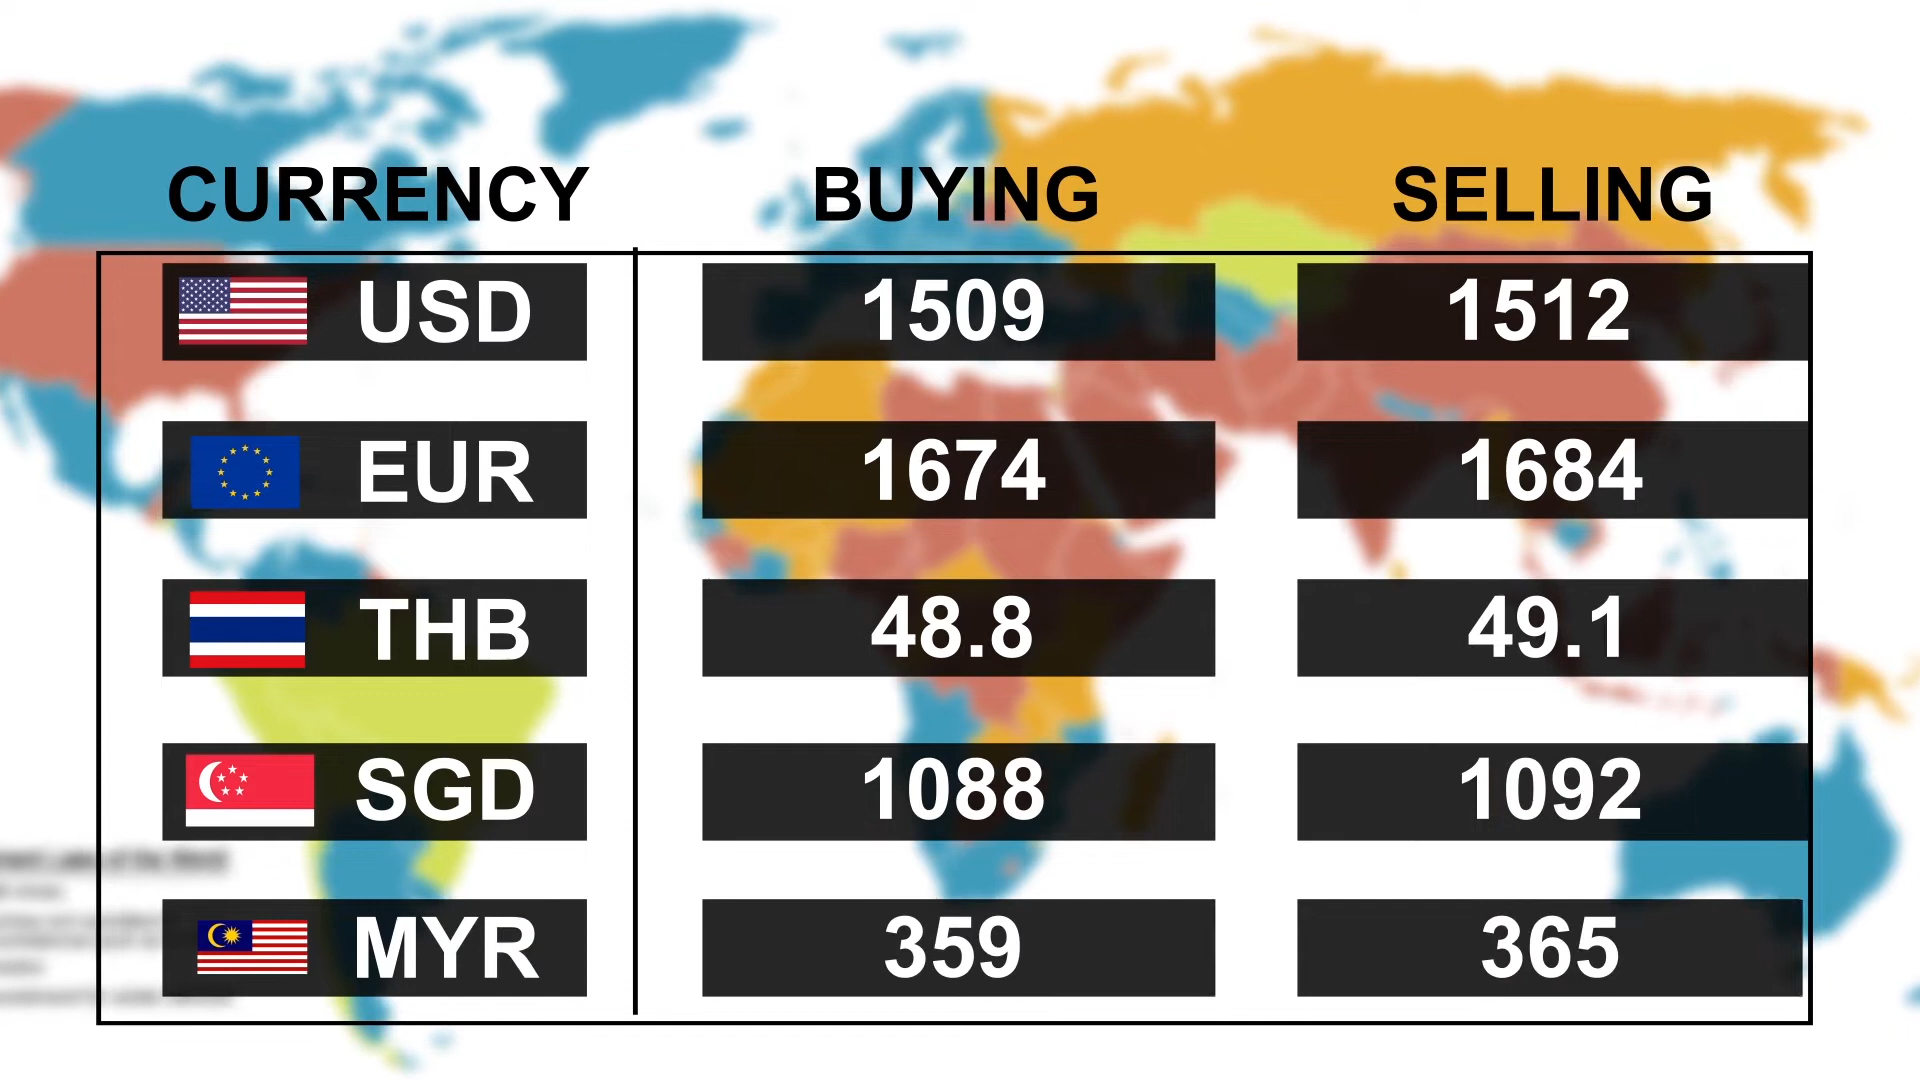 CURRENCY BUYING SELLING
USD 1509 1512
EUR 1674 1684
THB 48.8 49.1
SGD 1088 1092
MYR 359 365